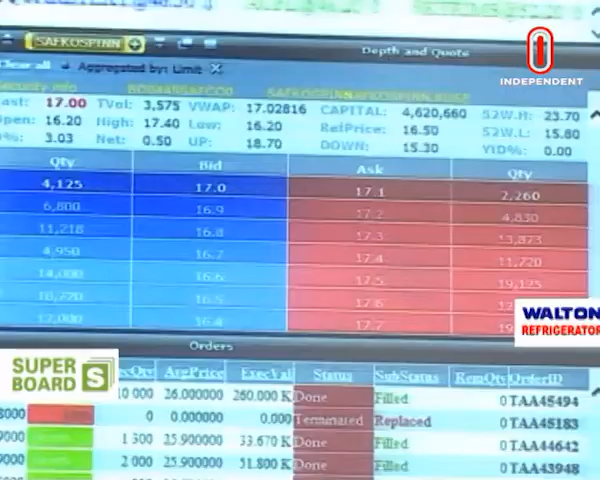 INDEPENDENT
SAFKOSPINN
Depth and Quote
Clear all Aggregated by: Limit
Last: 17.00 TVol: 3,575 VWAP: 17.02816 CAPITAL: 4,620,660 52W.H: 23.70
Open: 16.20 High: 17.40 Low: 16.20 RefPrice: 16.50 52W.L: 15.80
3.03 Net: 0.50 UP: 18.70 DOWN: 15.30 YID%: 0.00
Qty Bid Ask Qty
4,125 17.0 17.1 2,260
6,800 16.9 17.2 4,830
11,218 16.8 17.3 13,873
4,950 16.7 17.4 11,720
14,000 16.6 17.5 19,125
10,720 16.5 17.6
16.4 17.7
WALTON
REFRIGERATOR
Orders
SUPER
BOARD S
AvgPrice ExecVal Status SubStatus RemQty OrderID
10 000 26.000000 260.000 K Done Filled 0 TAA45494
0 0.000000 0.000 Terminated Replaced 0 TAA45183
1 300 25.900000 33.670 K Done Filled 0 TAA44642
2 000 25.900000 51.800 K Done Filled 0 TAA43948